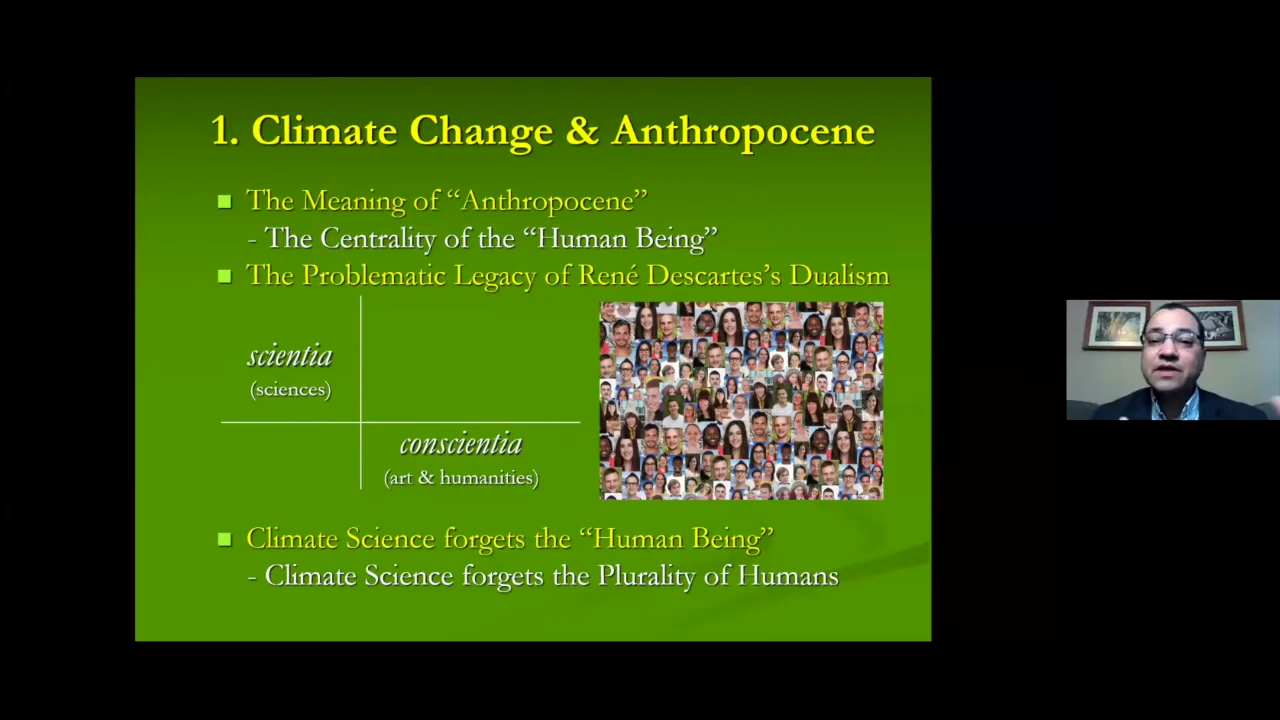 1. Climate Change & Anthropocene
The Meaning of “Anthropocene”
- The Centrality of the “Human Being”
The Problematic Legacy of René Descartes’s Dualism
scientia
(sciences)
conscientia
(art & humanities)
Climate Science forgets the “Human Being”
- Climate Science forgets the Plurality of Humans